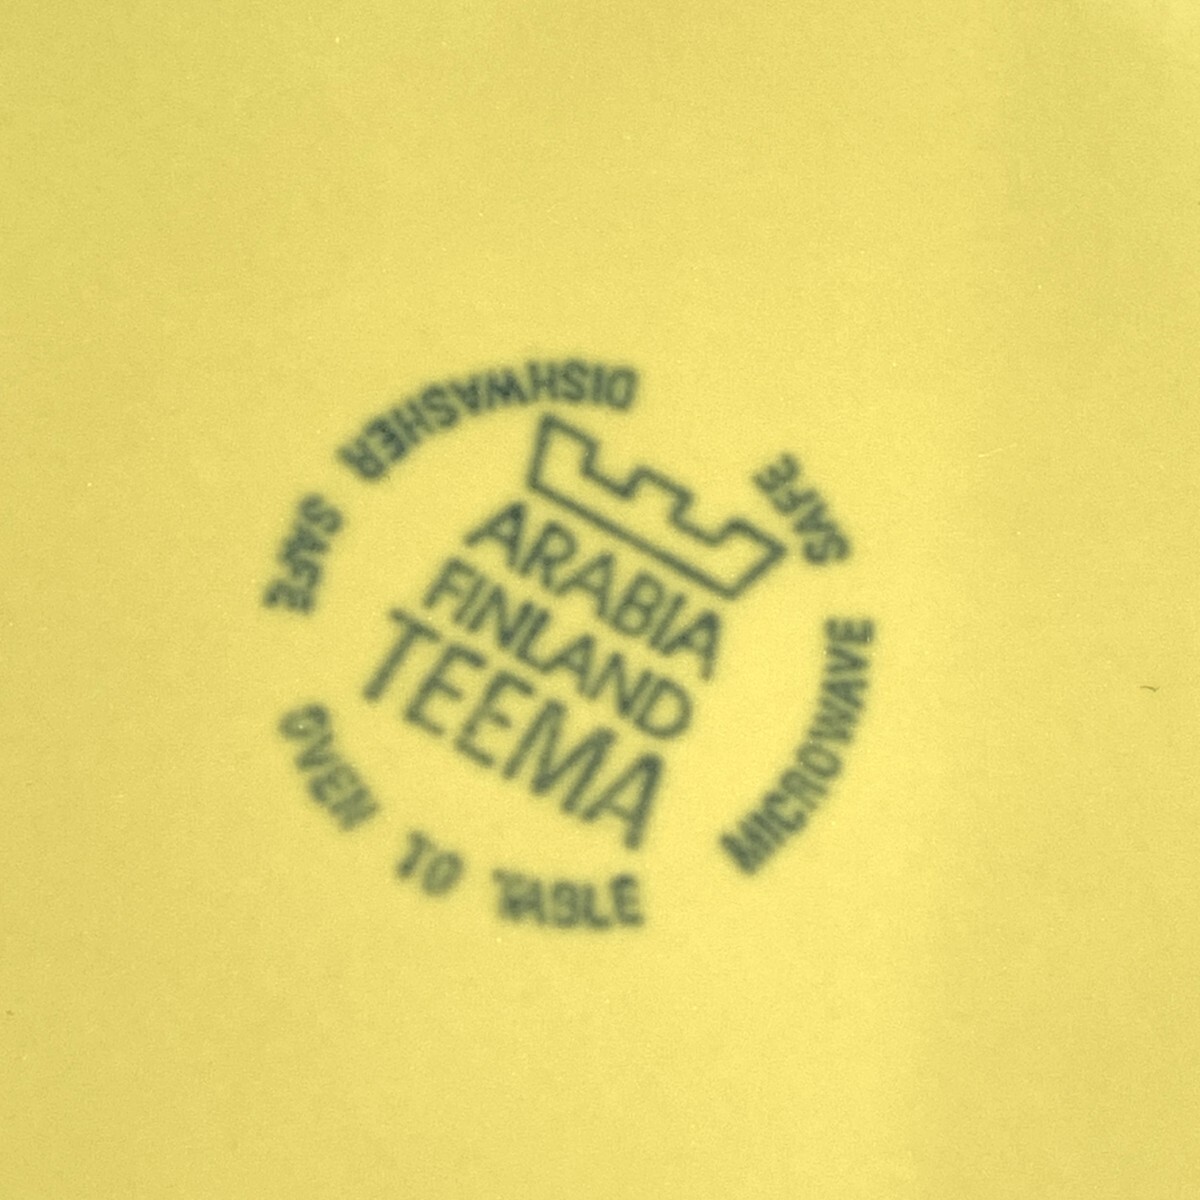 ARABIA
FINLAND
TEEMA
OVEN TO TABLE
MICROWAVE SAFE
DISHWASHER SAFE